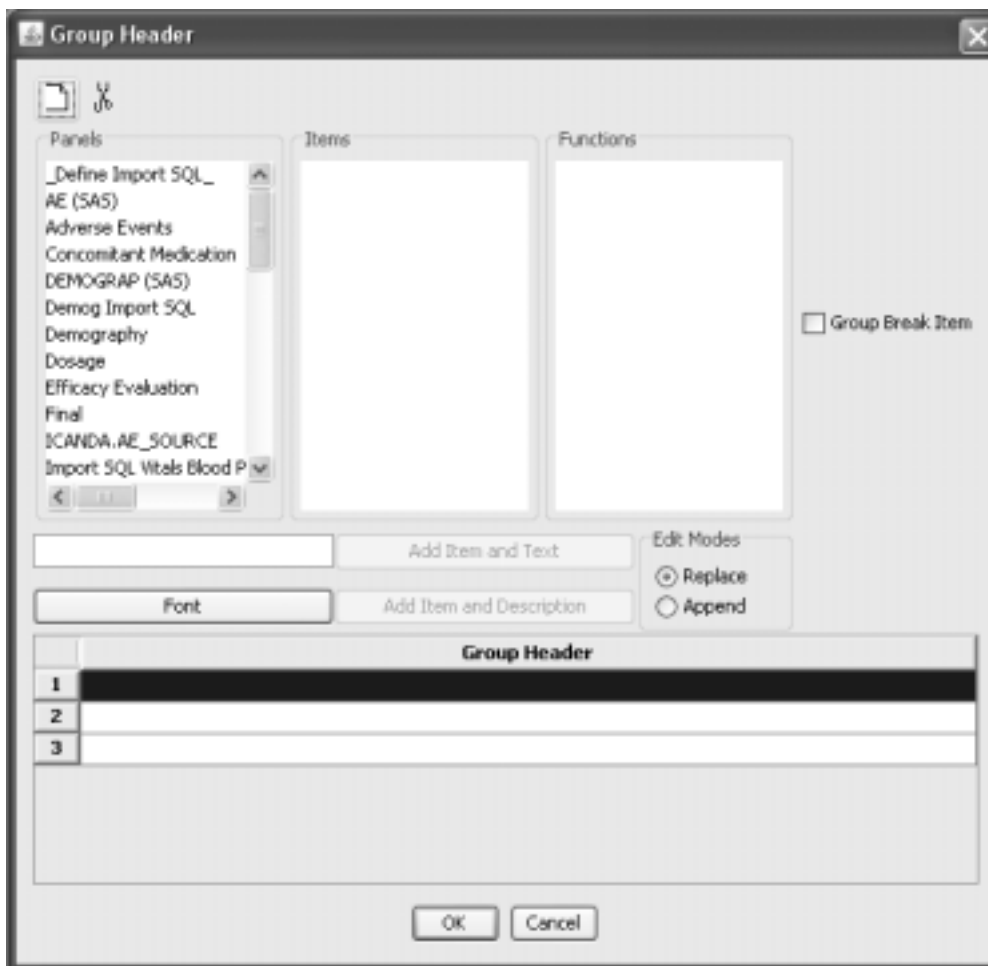 Group Header
Panels
Items
Functions
_Define Import SQL_
AE (SAS)
Adverse Events
Concomitant Medication
DEMOGRAP (SAS)
Demog Import SQL
Demography
Dosage
Efficacy Evaluation
Final
ICANDA.AE_SOURCE
Import SQL Vitals Blood P
Group Break Item
Add Item and Text
Edit Modes
Replace
Font
Add Item and Description
Append
Group Header
1
2
3
OK
Cancel